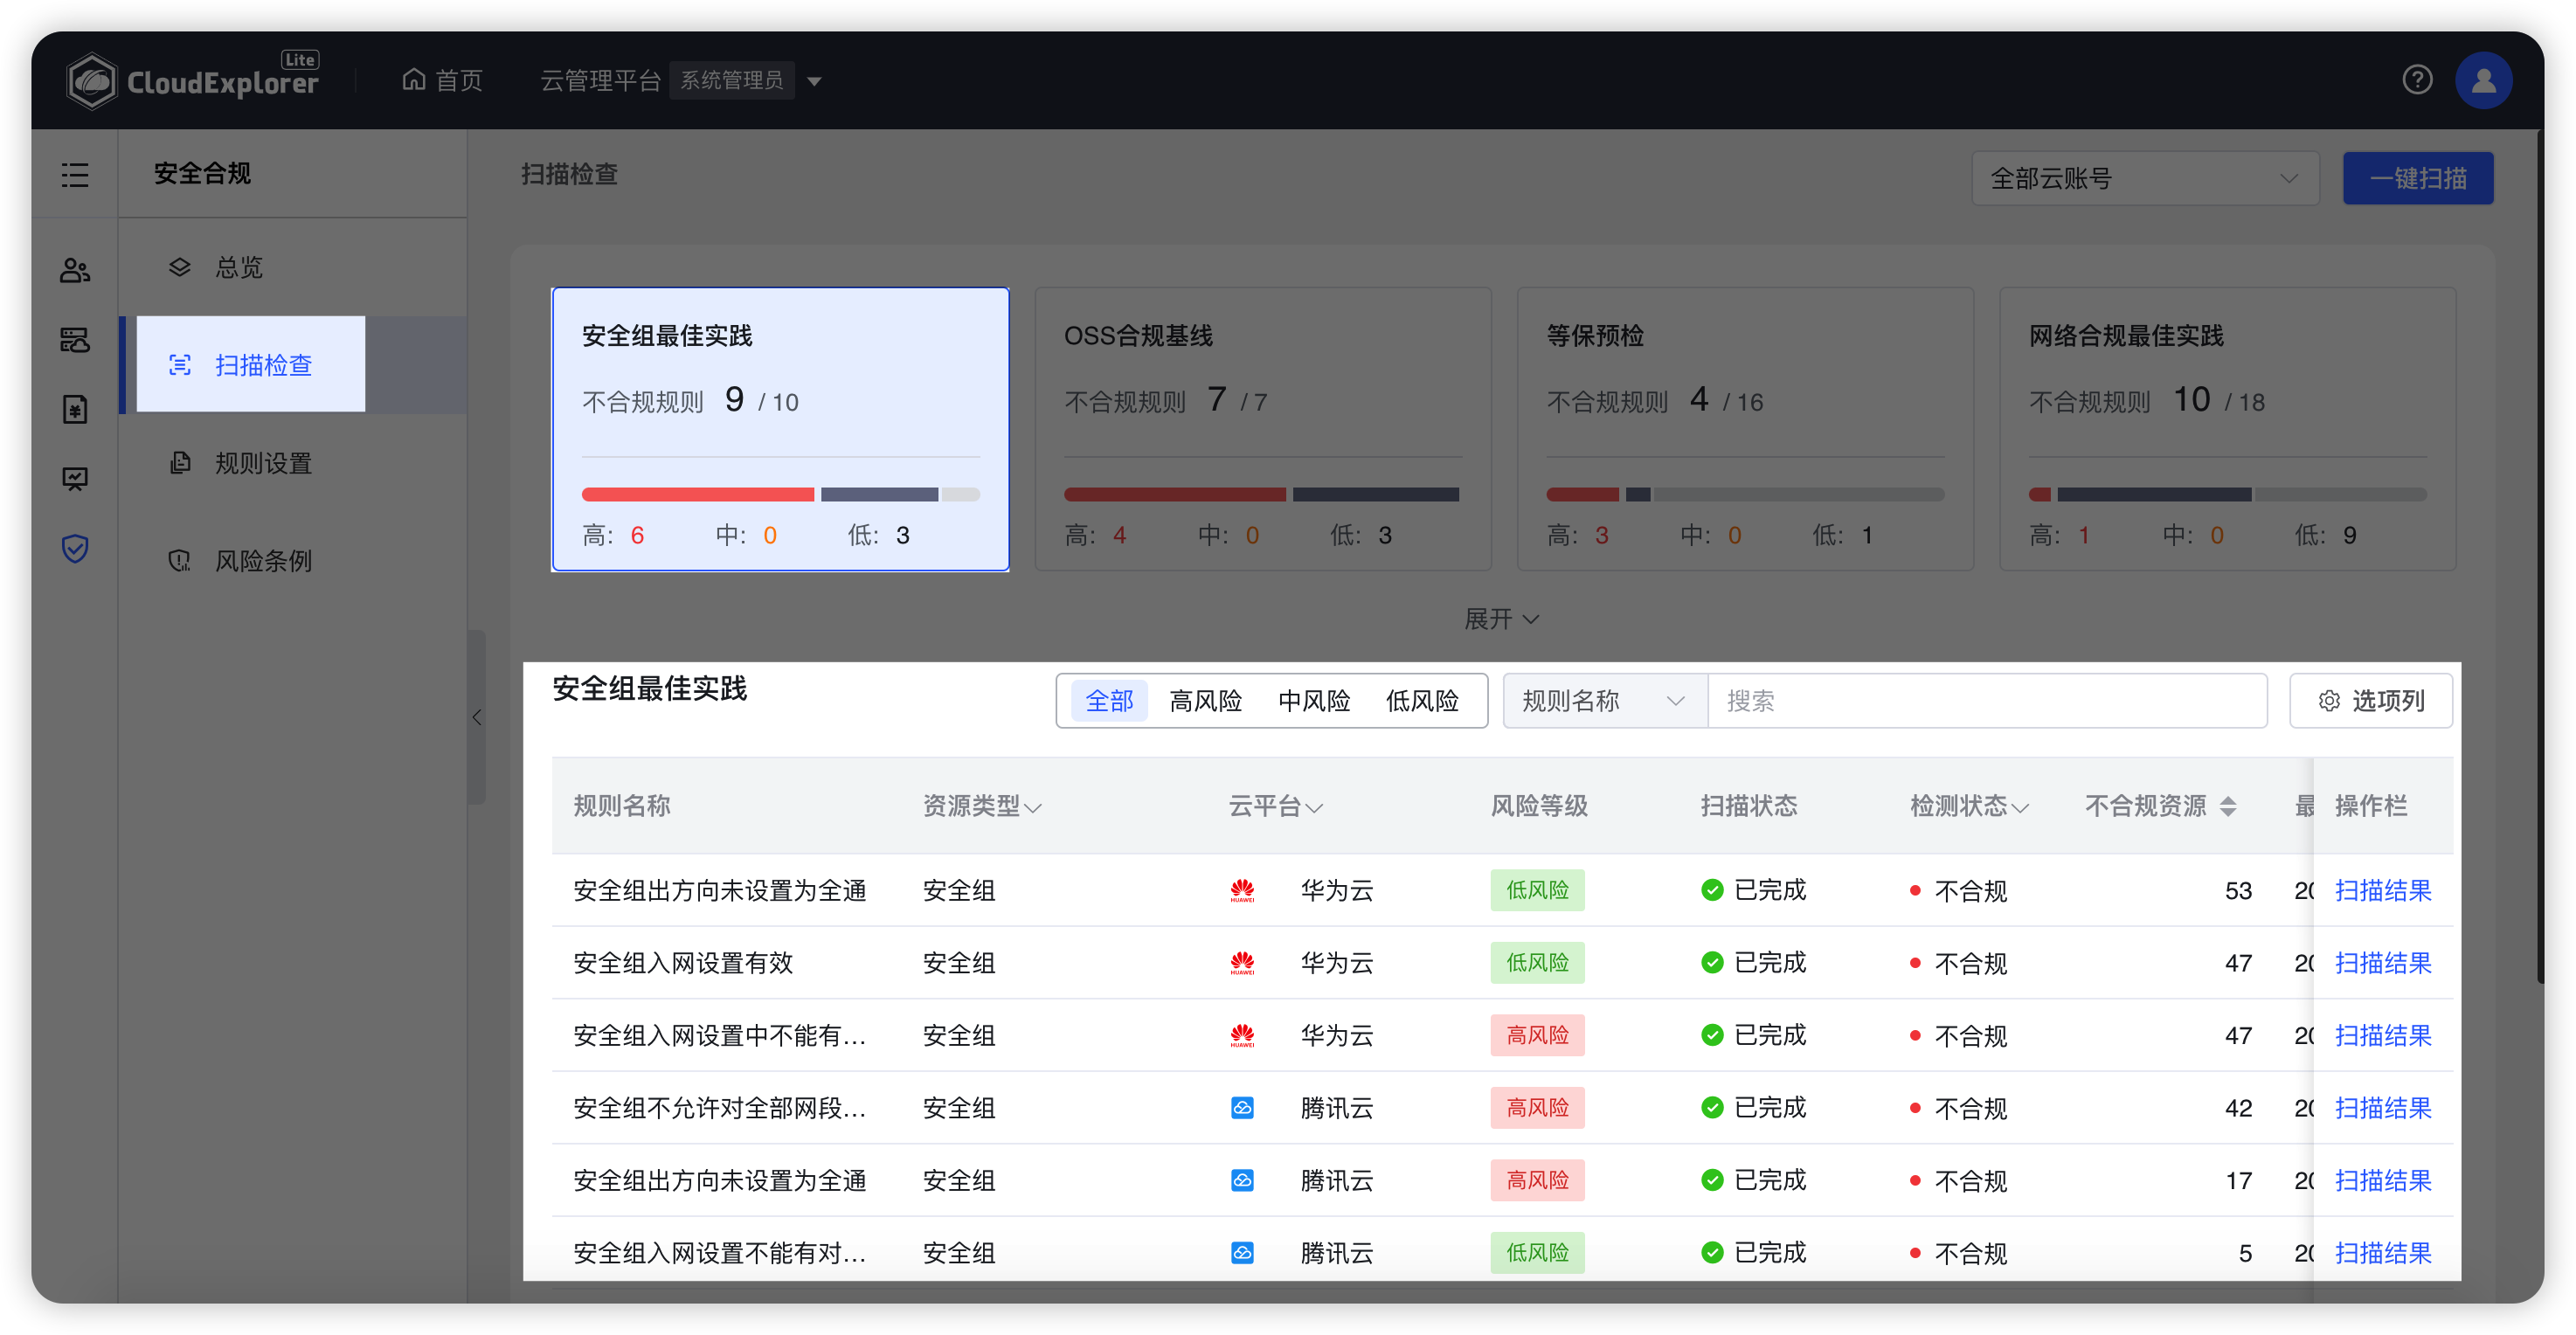 CloudExplorer Lite
首页
云管理平台 系统管理员
安全合规
总览
扫描检查
规则设置
风险条例
扫描检查
全部云账号
一键扫描
安全组最佳实践
不合规规则 9 / 10
高: 6 中: 0 低: 3
OSS合规基线
不合规规则 7 / 7
高: 4 中: 0 低: 3
等保预检
不合规规则 4 / 16
高: 3 中: 0 低: 1
网络合规最佳实践
不合规规则 10 / 18
高: 1 中: 0 低: 9
展开
安全组最佳实践
全部 高风险 中风险 低风险
规则名称 搜索
选项列
规则名称 资源类型 云平台 风险等级 扫描状态 检测状态 不合规资源 最 操作栏
安全组出方向未设置为全通 安全组 HUAWEI 华为云 低风险 已完成 不合规 53 20 扫描结果
安全组入网设置有效 安全组 HUAWEI 华为云 低风险 已完成 不合规 47 20 扫描结果
安全组入网设置中不能有... 安全组 HUAWEI 华为云 高风险 已完成 不合规 47 20 扫描结果
安全组不允许对全部网段... 安全组 腾讯云 高风险 已完成 不合规 42 20 扫描结果
安全组出方向未设置为全通 安全组 腾讯云 高风险 已完成 不合规 17 20 扫描结果
安全组入网设置不能有对... 安全组 腾讯云 低风险 已完成 不合规 5 20 扫描结果